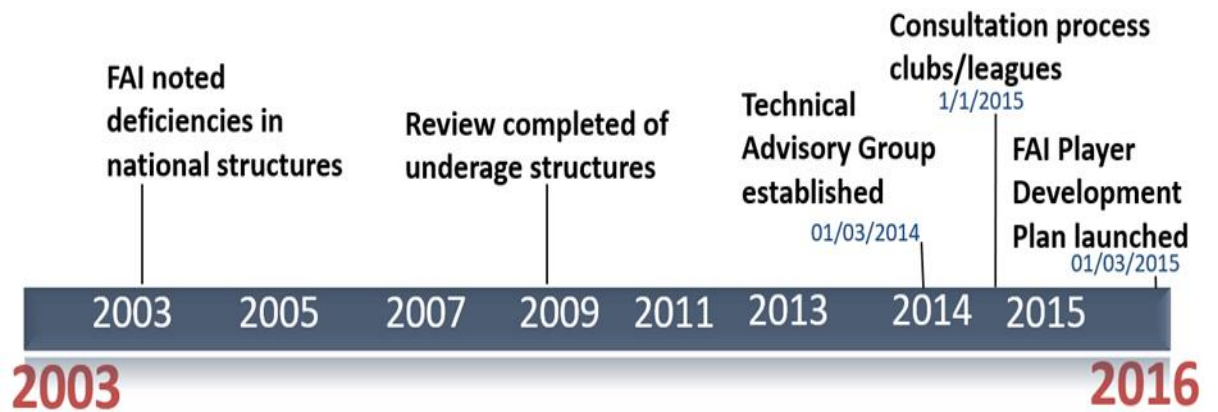 FAI noted
deficiencies in
national structures
Review completed of
underage structures
Technical
Advisory Group
established
01/03/2014
Consultation process
clubs/leagues
1/1/2015
FAI Player
Development
Plan launched
01/03/2015
2003 2005 2007 2009 2011 2013 2014 2015
2003 2016